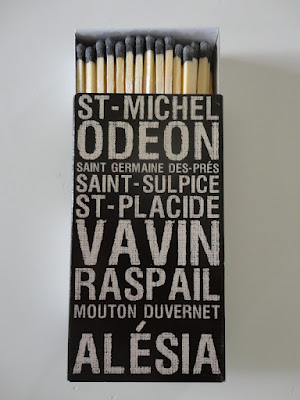 ST-MICHEL
ODEON
SAINT GERMAINE DES-PRÉS
SAINT-SULPICE
ST-PLACIDE
VAVIN
RASPAIL
MOUTON DUVERNET
ALÉSIA